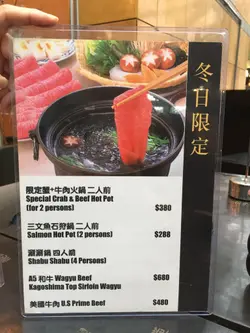 冬日限定
限定蟹+牛肉火鍋 二人前
Special Crab & Beef Hot Pot
(for 2 persons) $380
三文魚石狩鍋 二人前
Salmon Hot Pot (2 persons) $288
涮涮鍋 四人前
Shabu Shabu (4 Persons)
A5 和牛 Wagyu Beef $680
Kagoshima Top Sirloin Wagyu
美國牛肉 U.S Prime Beef $480